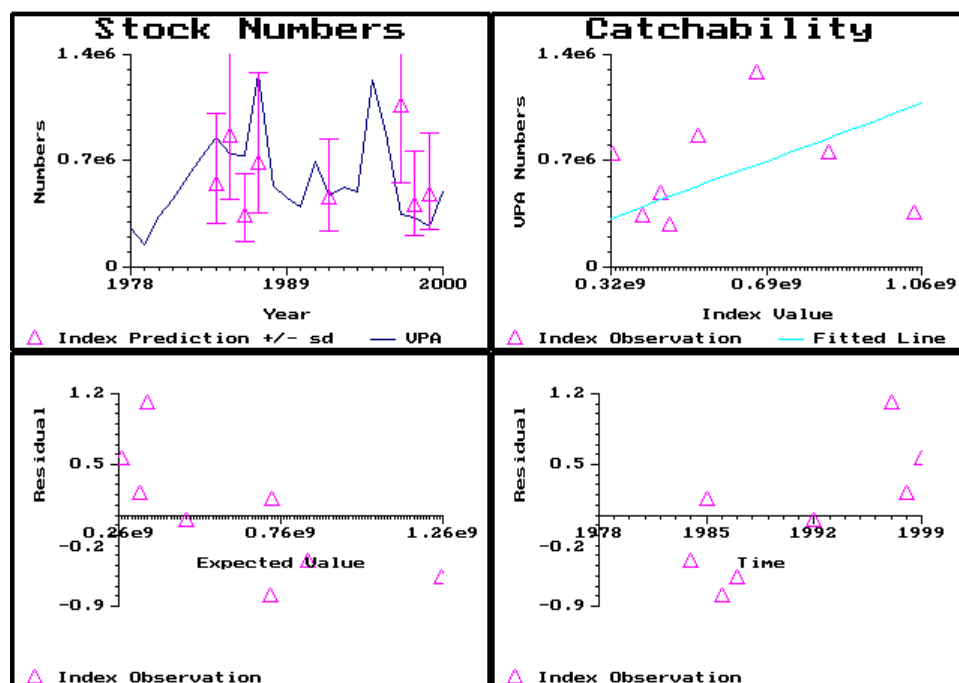 Stock Numbers
1.4e6
0.7e6
0
Numbers
1978
1989
2000
Year
Index Prediction +/- sd
VPA
Catchability
1.4e6
0.7e6
0
VPA Numbers
0.32e9
0.69e9
1.06e9
Index Value
Index Observation
Fitted Line
1.2
0.5
-0.2
-0.9
Residual
0.26e9
0.76e9
1.26e9
Expected Value
Index Observation
1.2
0.5
-0.2
-0.9
Residual
1978
1985
1992
1999
Time
Index Observation